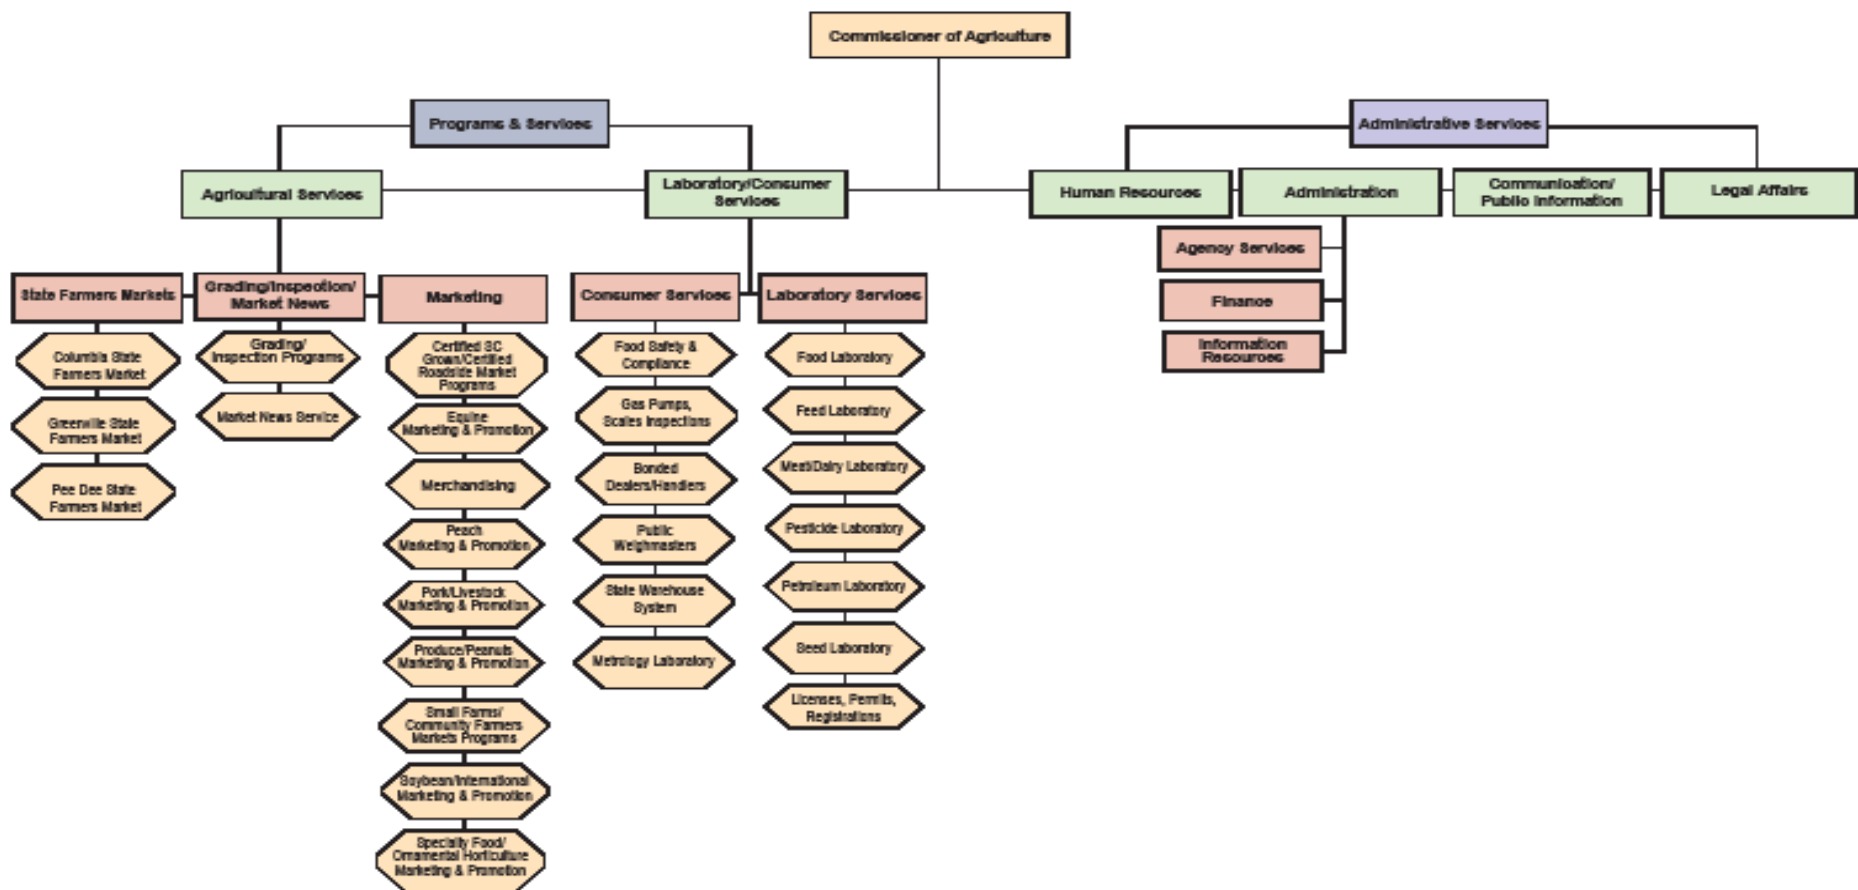 Commissioner of Agriculture
Programs & Services
Administrative Services
Agricultural Services
Laboratory/Consumer
Services
Human Resources
Administration
Communication/
Public Information
Legal Affairs
Agency Services
Finance
Information
Resources
State Farmers Markets
Grading/Inspection/
Market News
Marketing
Consumer Services
Laboratory Services
Columbia State
Farmers Market
Greenville State
Farmers Market
Pee Dee State
Farmers Market
Grading/
Inspection Programs
Market News Service
Certified SC
Grown/Certified
Roadside Market
Programs
Equine
Marketing & Promotion
Merchandising
Peach
Marketing & Promotion
Pork/Livestock
Marketing & Promotion
Produce/Peanuts
Marketing & Promotion
Small Farms/
Community Farmers
Markets Programs
Soybean/International
Marketing & Promotion
Specialty Food/
Ornamental Horticulture
Marketing & Promotion
Food Safety &
Compliance
Gas Pumps,
Scales Inspections
Bonded
Dealers/Handlers
Public
Weighmasters
State Warehouse
System
Metrology Laboratory
Food Laboratory
Feed Laboratory
Meat/Dairy Laboratory
Pesticide Laboratory
Petroleum Laboratory
Seed Laboratory
Licenses, Permits,
Registrations